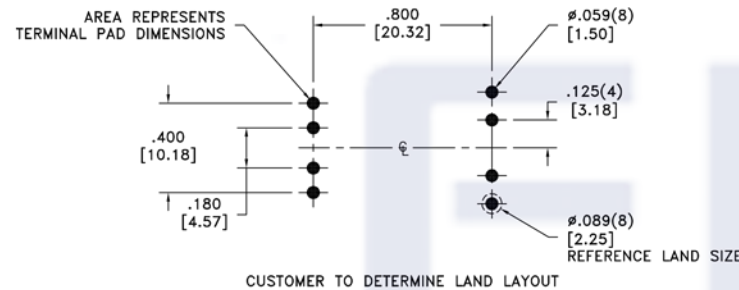 AREA REPRESENTS
TERMINAL PAD DIMENSIONS
.800
[20.32]
ø.059(8)
[1.50]
.125(4)
[3.18]
.400
[10.18]
℄
.180
[4.57]
ø.089(8)
[2.25]
REFERENCE LAND SIZE
CUSTOMER TO DETERMINE LAND LAYOUT